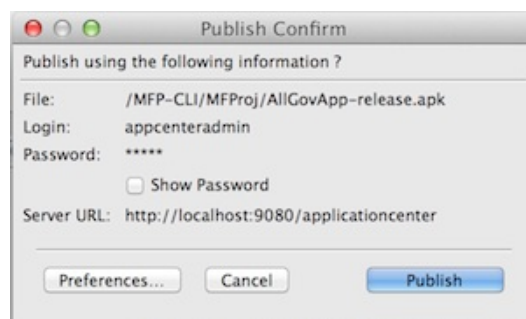 Publish Confirm
Publish using the following information ?
File: /MFP-CLI/MFProj/AllGovApp-release.apk
Login: appcenteradmin
Password: *****
Show Password
Server URL: http://localhost:9080/applicationcenter
Preferences... Cancel Publish